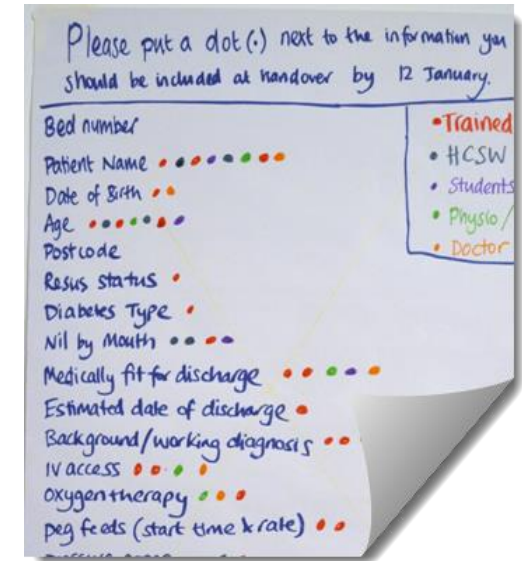 Please put a dot (·) next to the information you
should be included at handover by 12 January.
Bed number
Patient Name
Date of Birth
Age
Postcode
Resus status
Diabetes Type
Nil by Mouth
Medically fit for discharge
Estimated date of discharge
Background/working diagnosis
IV access
Oxygen therapy
peg feeds (start time & rate)
Trained
HCSW
Students
Physio /
Doctor